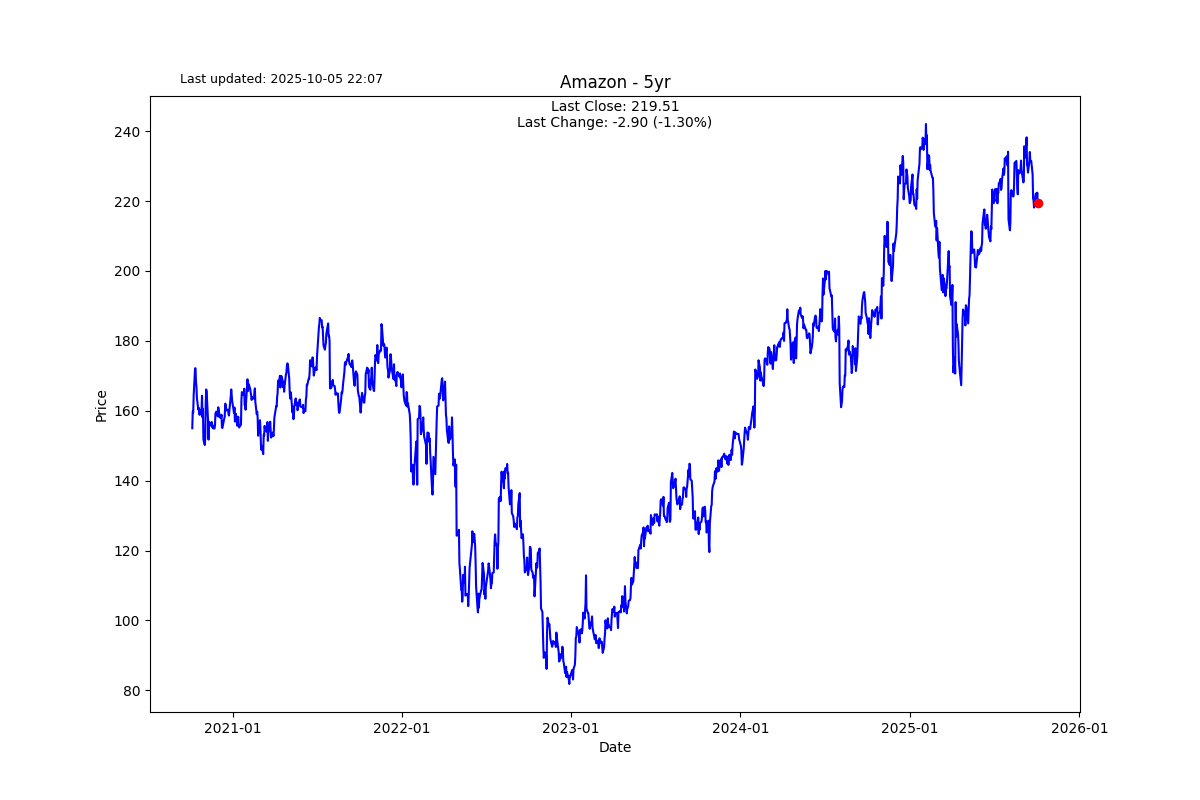 Last updated: 2025-10-05 22:07
Amazon - 5yr
Last Close: 219.51
Last Change: -2.90 (-1.30%)
240
220
200
180
160
140
120
100
80
Price
2021-01
2022-01
2023-01
2024-01
2025-01
2026-01
Date